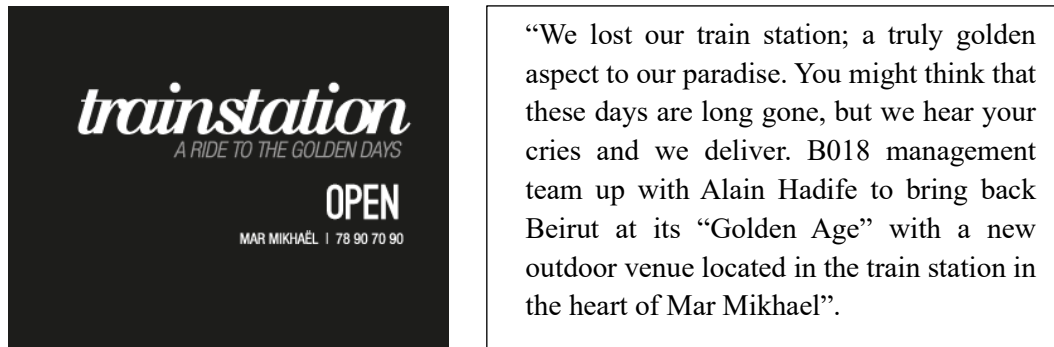 trainstation
A RIDE TO THE GOLDEN DAYS
OPEN
MAR MIKHAËL | 78 90 70 90
“We lost our train station; a truly golden
aspect to our paradise. You might think that
these days are long gone, but we hear your
cries and we deliver. B018 management
team up with Alain Hadife to bring back
Beirut at its “Golden Age” with a new
outdoor venue located in the train station in
the heart of Mar Mikhael”.